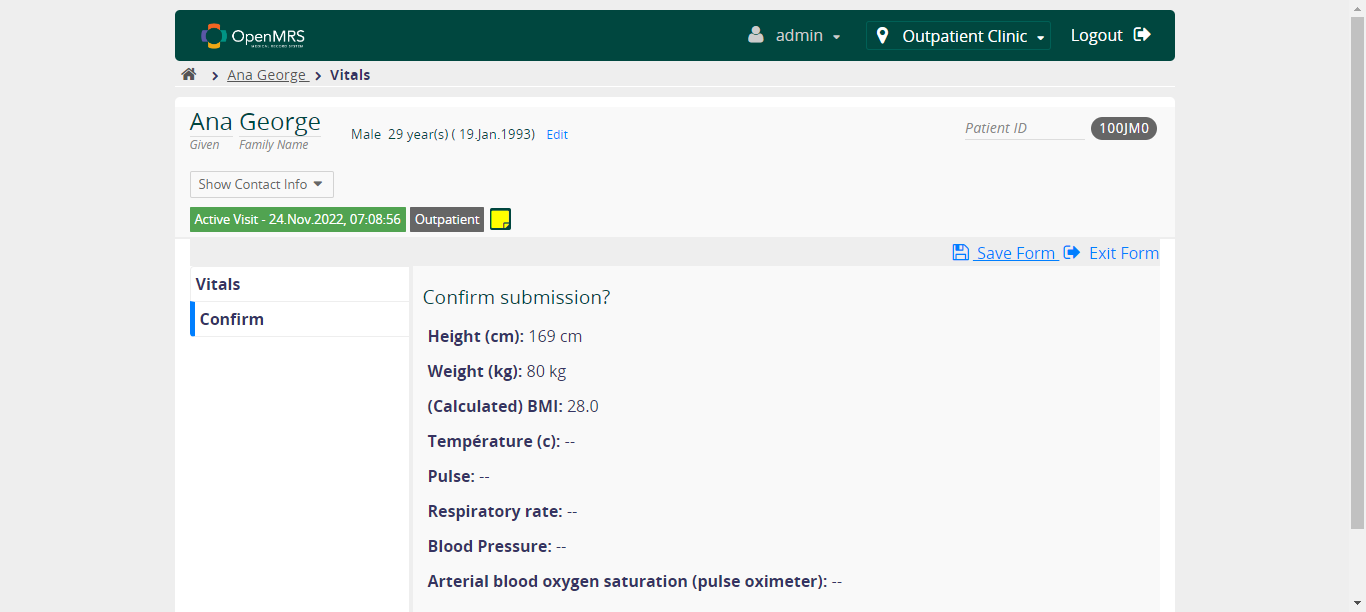 OpenMRS
MEDICAL RECORD SYSTEM
admin
Outpatient Clinic
Logout
Ana George
Vitals
Ana George
Given Family Name
Male 29 year(s) ( 19.Jan.1993) Edit
Patient ID 100JM0
Show Contact Info
Active Visit - 24.Nov.2022, 07:08:56 Outpatient
Save Form Exit Form
Vitals
Confirm
Confirm submission?
Height (cm): 169 cm
Weight (kg): 80 kg
(Calculated) BMI: 28.0
Température (c): --
Pulse: --
Respiratory rate: --
Blood Pressure: --
Arterial blood oxygen saturation (pulse oximeter): --